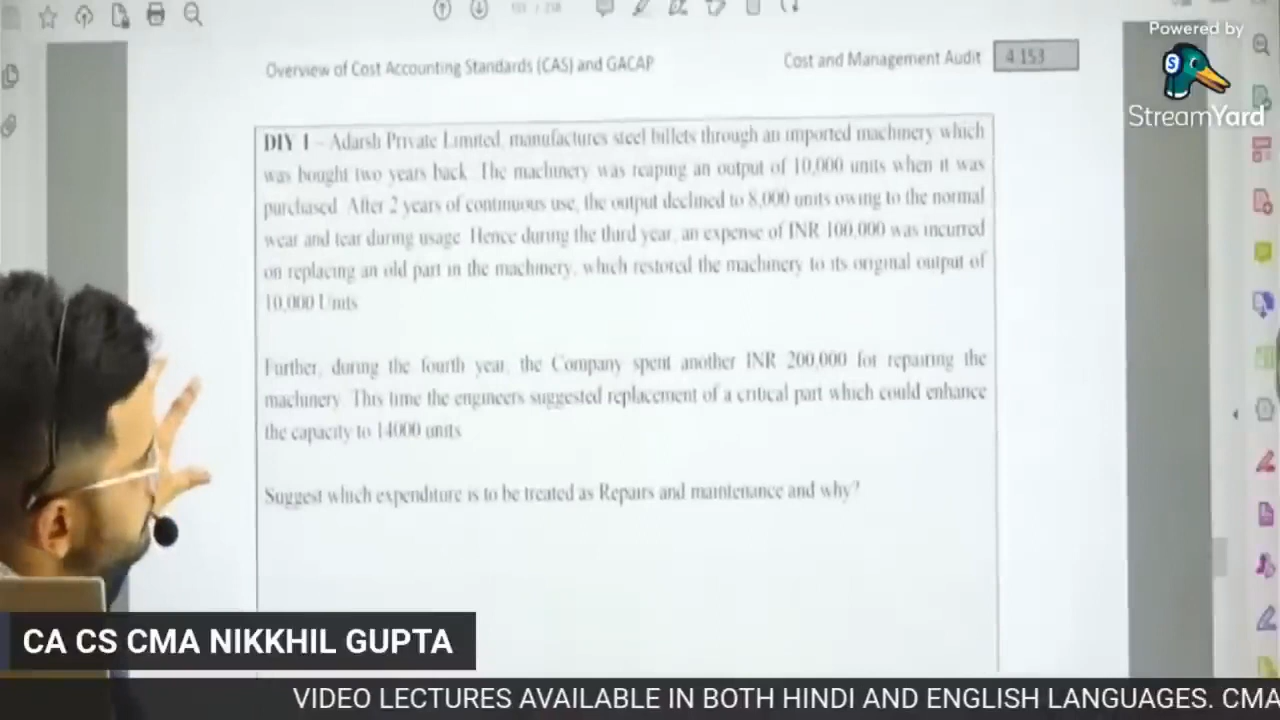 Powered by
StreamYard
Overview of Cost Accounting Standards (CAS) and GACAP
Cost and Management Audit
4.153
DIY 1 – Adarsh Private Limited, manufactures steel billets through an imported machinery which
was bought two years back. The machinery was reaping an output of 10,000 units when it was
purchased. After 2 years of continuous use, the output declined to 8,000 units owing to the normal
wear and tear during usage. Hence during the third year, an expense of INR 100,000 was incurred
on replacing an old part in the machinery, which restored the machinery to its original output of
10,000 Units
Further, during the fourth year, the Company spent another INR 200,000 for repairing the
machinery. This time the engineers suggested replacement of a critical part which could enhance
the capacity to 14000 units
Suggest which expenditure is to be treated as Repairs and maintenance and why?
CA CS CMA NIKKHIL GUPTA
VIDEO LECTURES AVAILABLE IN BOTH HINDI AND ENGLISH LANGUAGES. CMA